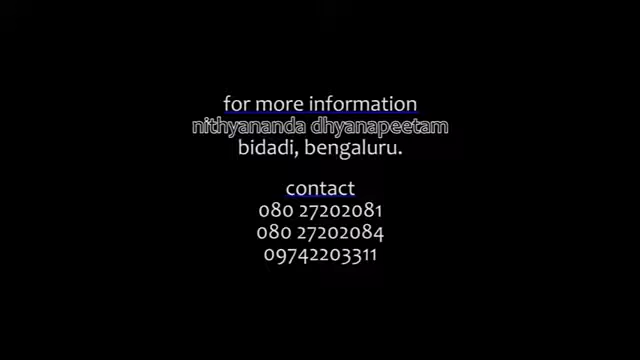 for more information
nithyananda dhyanapeetam
bidadi, bengaluru.
contact
080 27202081
080 27202084
09742203311